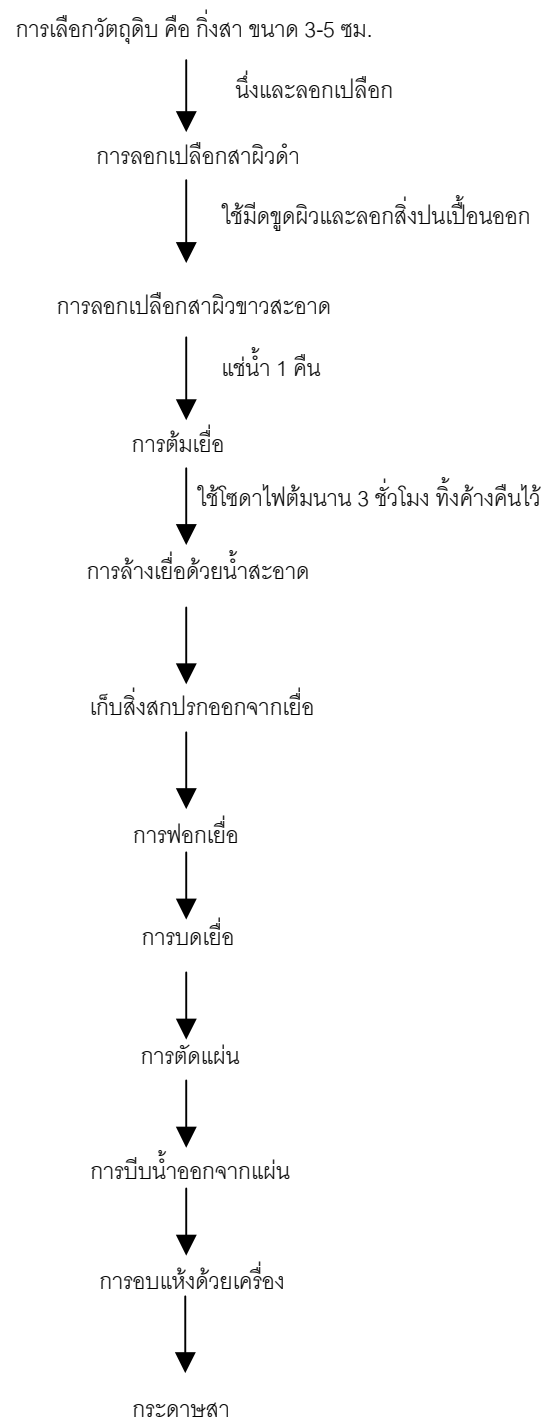 การเลือกวัตถุดิบ คือ กิ่งสา ขนาด 3-5 ซม.
นึ่งและลอกเปลือก
การลอกเปลือกสาผิวดำ
ใช้มีดขูดผิวและลอกสิ่งปนเปื้อนออก
การลอกเปลือกสาผิวขาวสะอาด
แช่น้ำ 1 คืน
การต้มเยื่อ
ใช้โซดาไฟต้มนาน 3 ชั่วโมง ทิ้งค้างคืนไว้
การล้างเยื่อด้วยน้ำสะอาด
เก็บสิ่งสกปรกออกจากเยื่อ
การฟอกเยื่อ
การบดเยื่อ
การตัดแผ่น
การบีบน้ำออกจากแผ่น
การอบแห้งด้วยเครื่อง
กระดาษสา